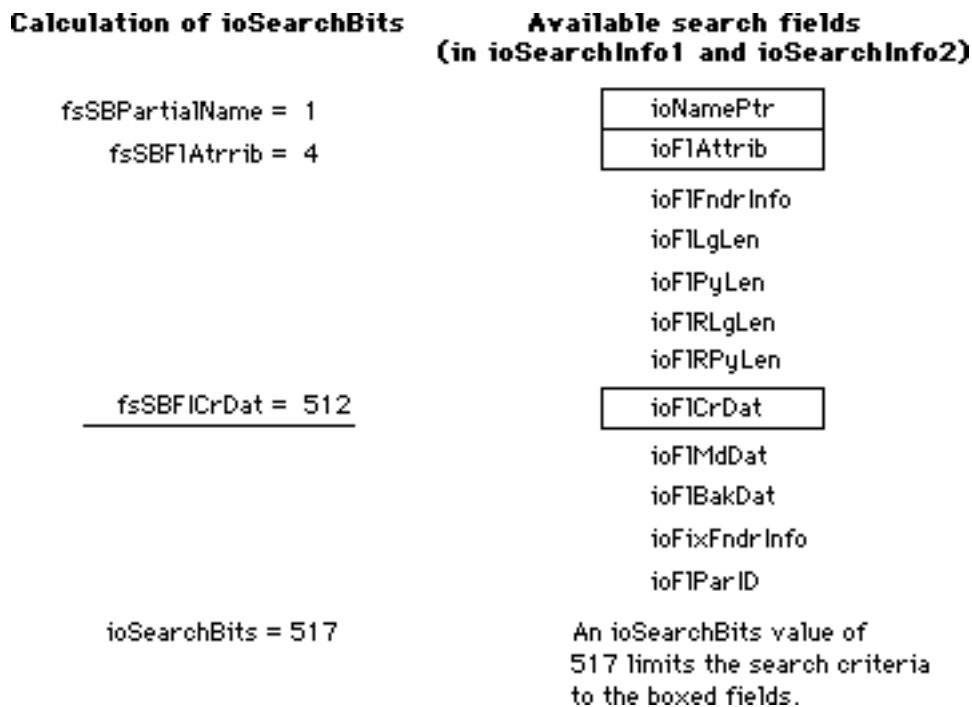 Calculation of ioSearchBits
Available search fields
(in ioSearchInfo1 and ioSearchInfo2)
fsSBPartialName = 1
ioNamePtr
fsSBFlAtrrib = 4
ioFlAttrib
ioFlFndrInfo
ioFlLgLen
ioFlPyLen
ioFlRLgLen
ioFlRPyLen
fsSBFlCrDat = 512
ioFlCrDat
ioFlMdDat
ioFlBakDat
ioFixFndrInfo
ioFlParID
ioSearchBits = 517
An ioSearchBits value of
517 limits the search criteria
to the boxed fields.